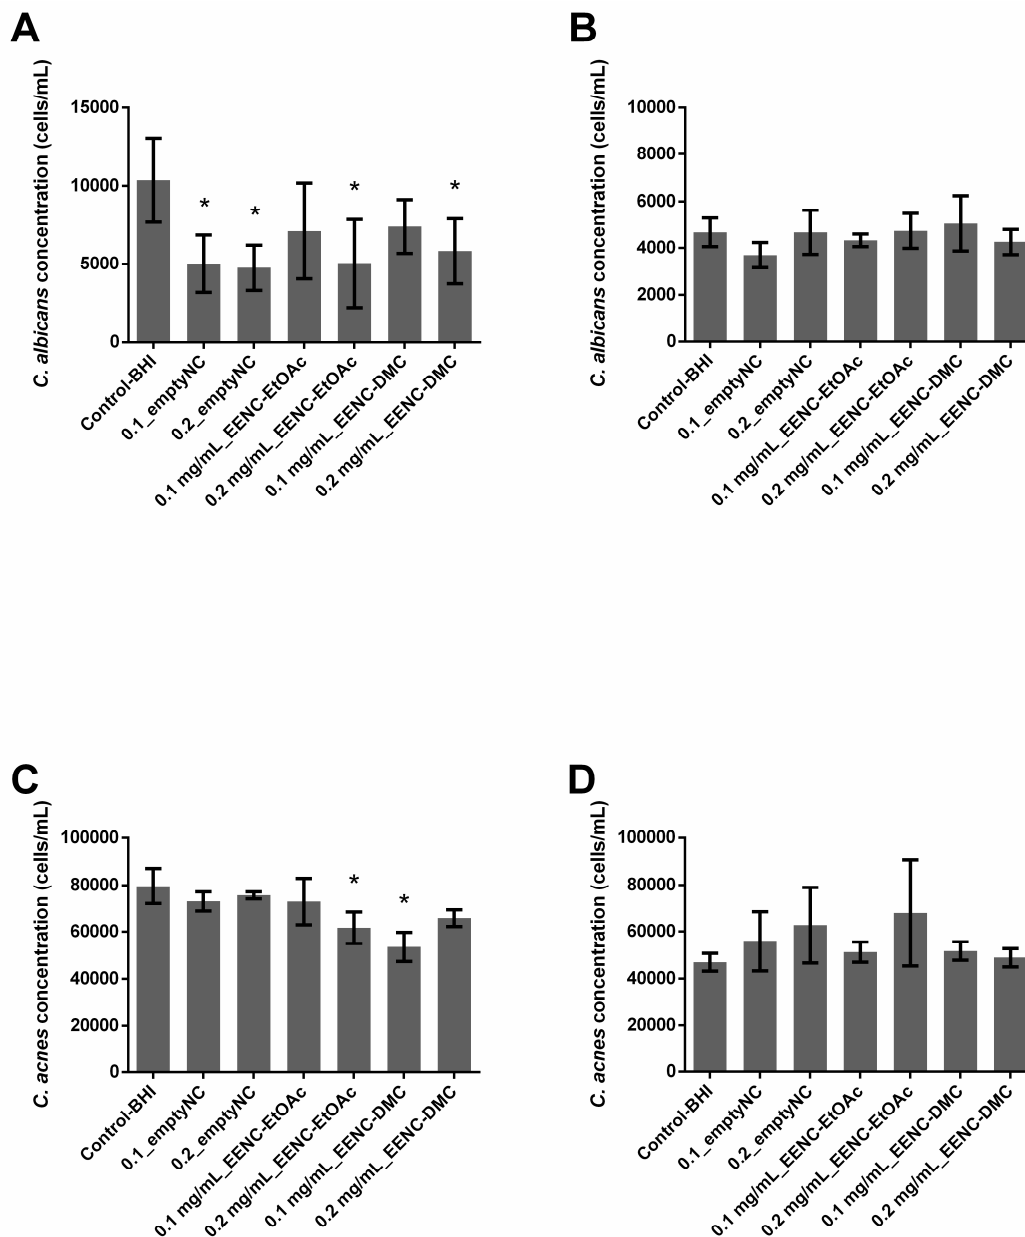 A
C. albicans concentration (cells/mL)
15000
10000
5000
0
*
*
*
*
Control-BHI
0.1_emptyNC
0.2_emptyNC
0.1 mg/mL_EENC-EtOAc
0.2 mg/mL_EENC-EtOAc
0.1 mg/mL_EENC-DMC
0.2 mg/mL_EENC-DMC
B
C. albicans concentration (cells/mL)
10000
8000
6000
4000
2000
0
Control-BHI
0.1_emptyNC
0.2_emptyNC
0.1 mg/mL_EENC-EtOAc
0.2 mg/mL_EENC-EtOAc
0.1 mg/mL_EENC-DMC
0.2 mg/mL_EENC-DMC
C
C. acnes concentration (cells/mL)
100000
80000
60000
40000
20000
0
*
*
Control-BHI
0.1_emptyNC
0.2_emptyNC
0.1 mg/mL_EENC-EtOAc
0.2 mg/mL_EENC-EtOAc
0.1 mg/mL_EENC-DMC
0.2 mg/mL_EENC-DMC
D
C. acnes concentration (cells/mL)
100000
80000
60000
40000
20000
0
Control-BHI
0.1_emptyNC
0.2_emptyNC
0.1 mg/mL_EENC-EtOAc
0.2 mg/mL_EENC-EtOAc
0.1 mg/mL_EENC-DMC
0.2 mg/mL_EENC-DMC